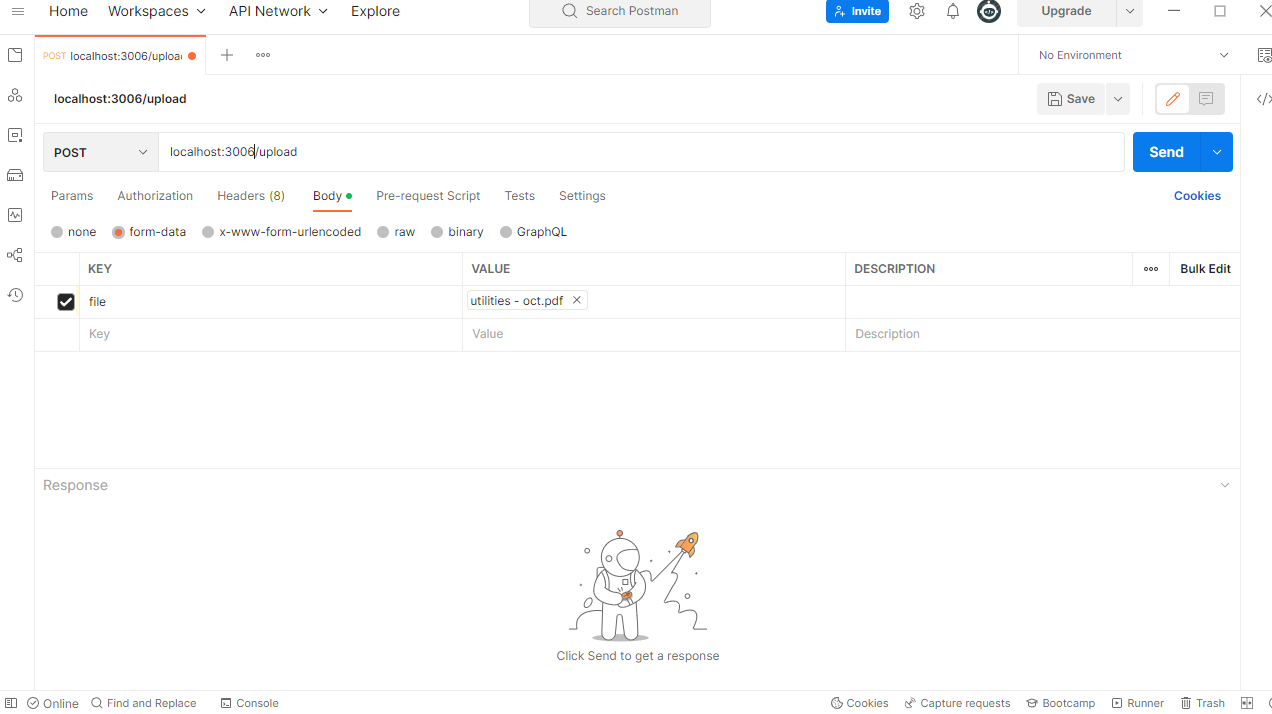 Home Workspaces API Network Explore Search Postman Invite Upgrade
POST localhost:3006/uploa No Environment
localhost:3006/upload Save
POST localhost:3006/upload Send
Params Authorization Headers (8) Body Pre-request Script Tests Settings Cookies
none form-data x-www-form-urlencoded raw binary GraphQL
KEY VALUE DESCRIPTION Bulk Edit
file utilities - oct.pdf
Key Value Description
Response
Click Send to get a response
Online Find and Replace Console Cookies Capture requests Bootcamp Runner Trash